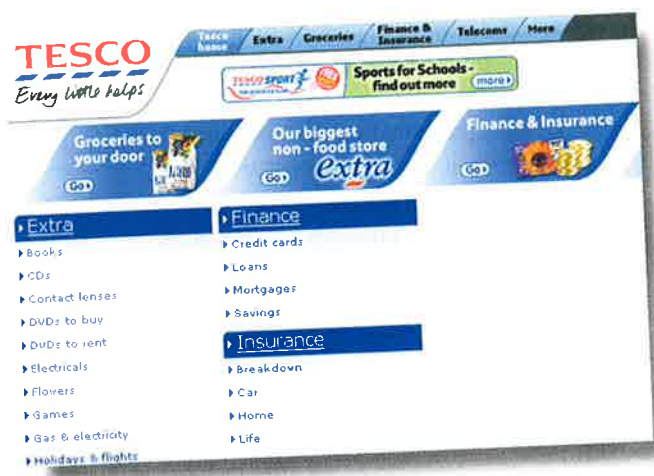 Tesco home Extra Groceries Finance & Insurance Telecoms More
TESCO
Every little helps
TESCO SPORT
Sports for Schools -
find out more more
Groceries to
your door
Go
Our biggest
non - food store
extra
Go
Finance & Insurance
Go
Extra
Books
CDs
Contact lenses
DVDs to buy
DVDs to rent
Electricals
Flowers
Games
Gas & electricity
Holidays & flights
Finance
Credit cards
Loans
Mortgages
Savings
Insurance
Breakdown
Car
Home
Life